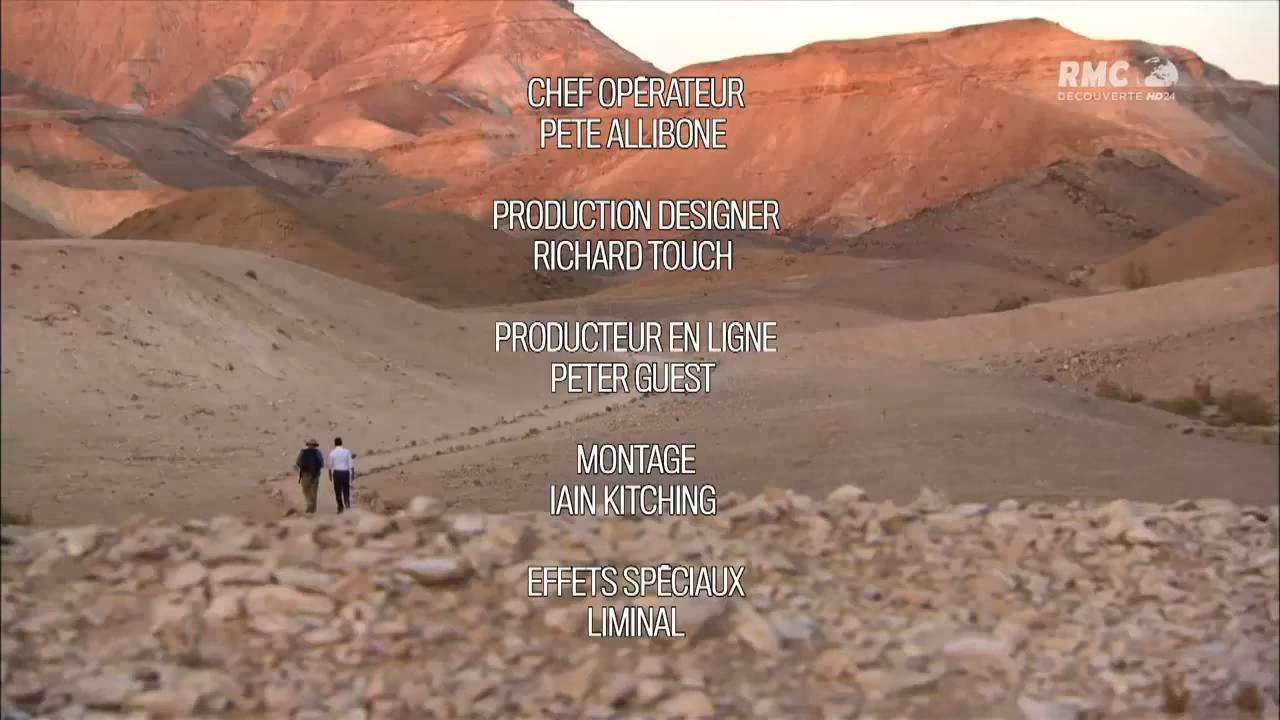 RMC
DÉCOUVERTE HD24
CHEF OPÉRATEUR
PETE ALLIBONE
PRODUCTION DESIGNER
RICHARD TOUCH
PRODUCTEUR EN LIGNE
PETER GUEST
MONTAGE
IAIN KITCHING
EFFETS SPÉCIAUX
LIMINAL